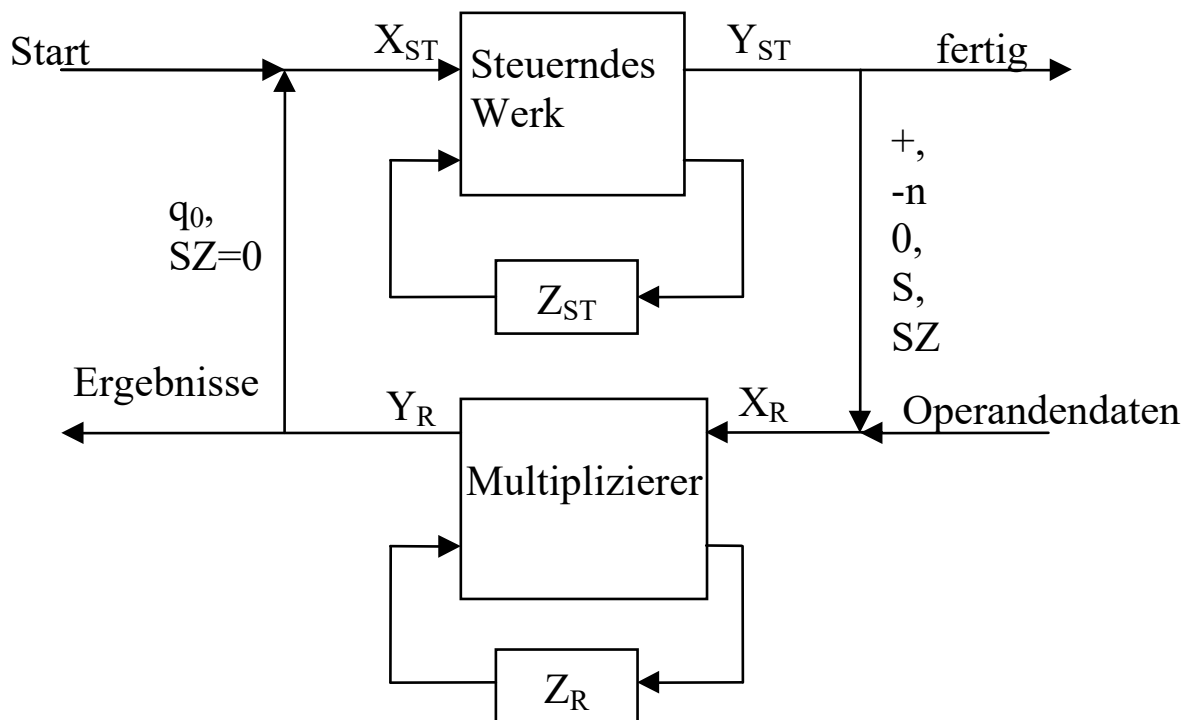 Start
X_ST
Steuerndes
Werk
Y_ST
fertig
q₀,
SZ=0
Z_ST
+,
-n
0,
S,
SZ
Ergebnisse
Y_R
Multiplizierer
X_R
Operandendaten
Z_R